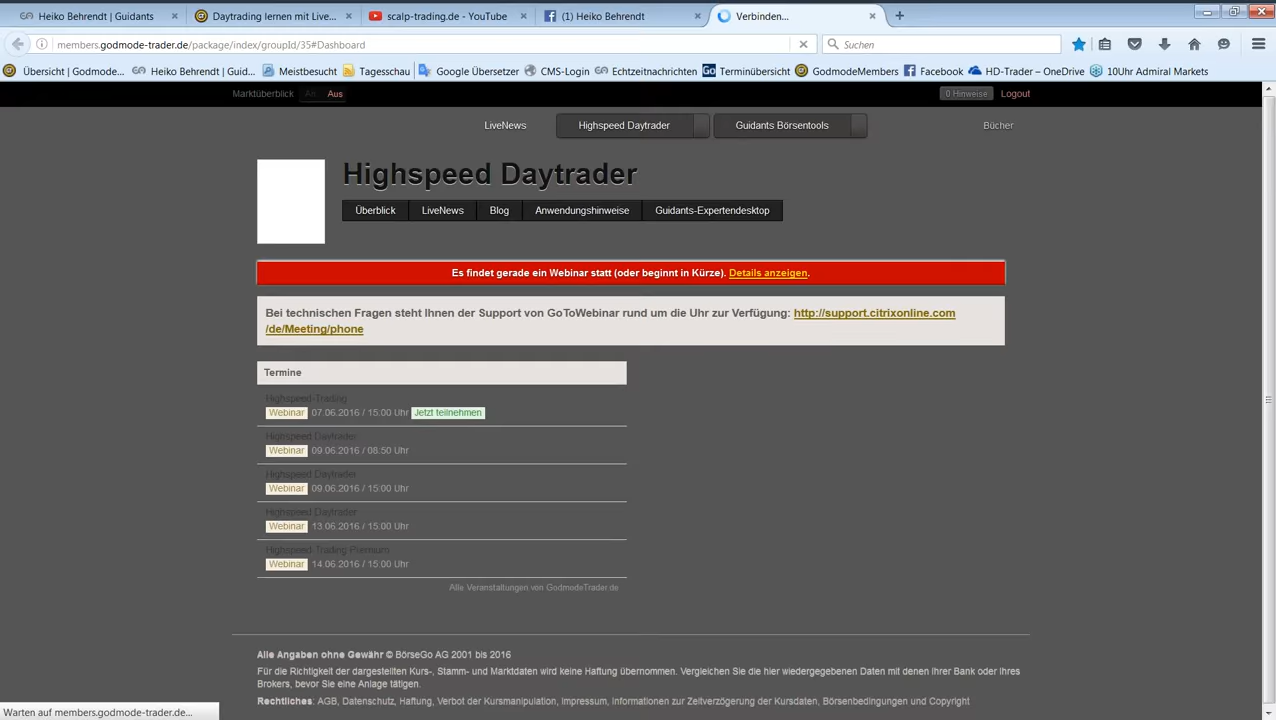 Heiko Behrendt | Guidants
Daytrading lernen mit Live...
scalp-trading.de - YouTube
(1) Heiko Behrendt
Verbinden...
members.godmode-trader.de/package/index/groupId/35#Dashboard
Suchen
Übersicht | Godmode...
Heiko Behrendt | Guid...
Meistbesucht
Tagesschau
Google Übersetzer
CMS-Login
Echtzeitnachrichten
Terminübersicht
GodmodeMembers
Facebook
HD-Trader – OneDrive
10Uhr Admiral Markets
Marktüberblick An Aus
0 Hinweise
Logout
LiveNews
Highspeed Daytrader
Guidants Börsentools
Bücher
Highspeed Daytrader
Überblick
LiveNews
Blog
Anwendungshinweise
Guidants-Expertendesktop
Es findet gerade ein Webinar statt (oder beginnt in Kürze). Details anzeigen.
Bei technischen Fragen steht Ihnen der Support von GoToWebinar rund um die Uhr zur Verfügung: http://support.citrixonline.com
/de/Meeting/phone
Termine
Highspeed-Trading
Webinar 07.06.2016 / 15:00 Uhr Jetzt teilnehmen
Highspeed Daytrader
Webinar 09.06.2016 / 08:50 Uhr
Highspeed Daytrader
Webinar 09.06.2016 / 15:00 Uhr
Highspeed Daytrader
Webinar 13.06.2016 / 15:00 Uhr
Highspeed-Trading Premium
Webinar 14.06.2016 / 15:00 Uhr
Alle Veranstaltungen von GodmodeTrader.de
Alle Angaben ohne Gewähr © BörseGo AG 2001 bis 2016
Für die Richtigkeit der dargestellten Kurs-, Stamm- und Marktdaten wird keine Haftung übernommen. Vergleichen Sie die hier wiedergegebenen Daten mit denen ihrer Bank oder Ihres
Brokers, bevor Sie eine Anlage tätigen.
Rechtliches: AGB, Datenschutz, Haftung, Verbot der Kursmanipulation, Impressum, Informationen zur Zeitverzögerung der Kursdaten, Börsenbedingungen und Copyright
Warten auf members.godmode-trader.de...